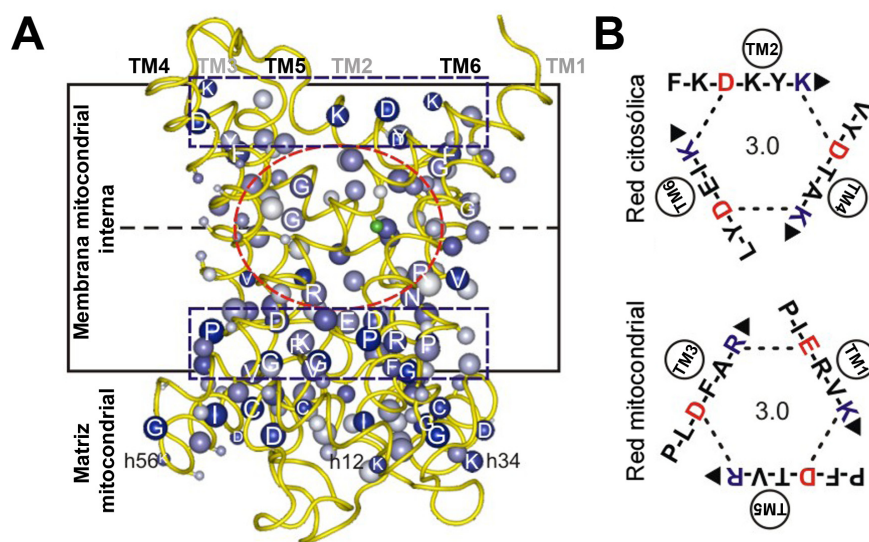 A
TM4 TM3 TM5 TM2 TM6 TM1
K
D K D K
Y N
Y F
G G
G G
V R R V
N
P D E D
K P R P
V G V G F G
G I C C I C G D
D D G
h56 h12 K K h34
Membrana mitocondrial
interna
Matriz
mitocondrial
B
Red citosólica
TM2
F-K-D-K-Y-K
V-Y-D-T-A-K
TM4
3.0
L-Y-D-E-I-K
TM6
Red mitocondrial
P-L-D-F-A-R
TM3
P-I-E-R-V-K
TM1
3.0
R-V-T-D-F-P
TM5